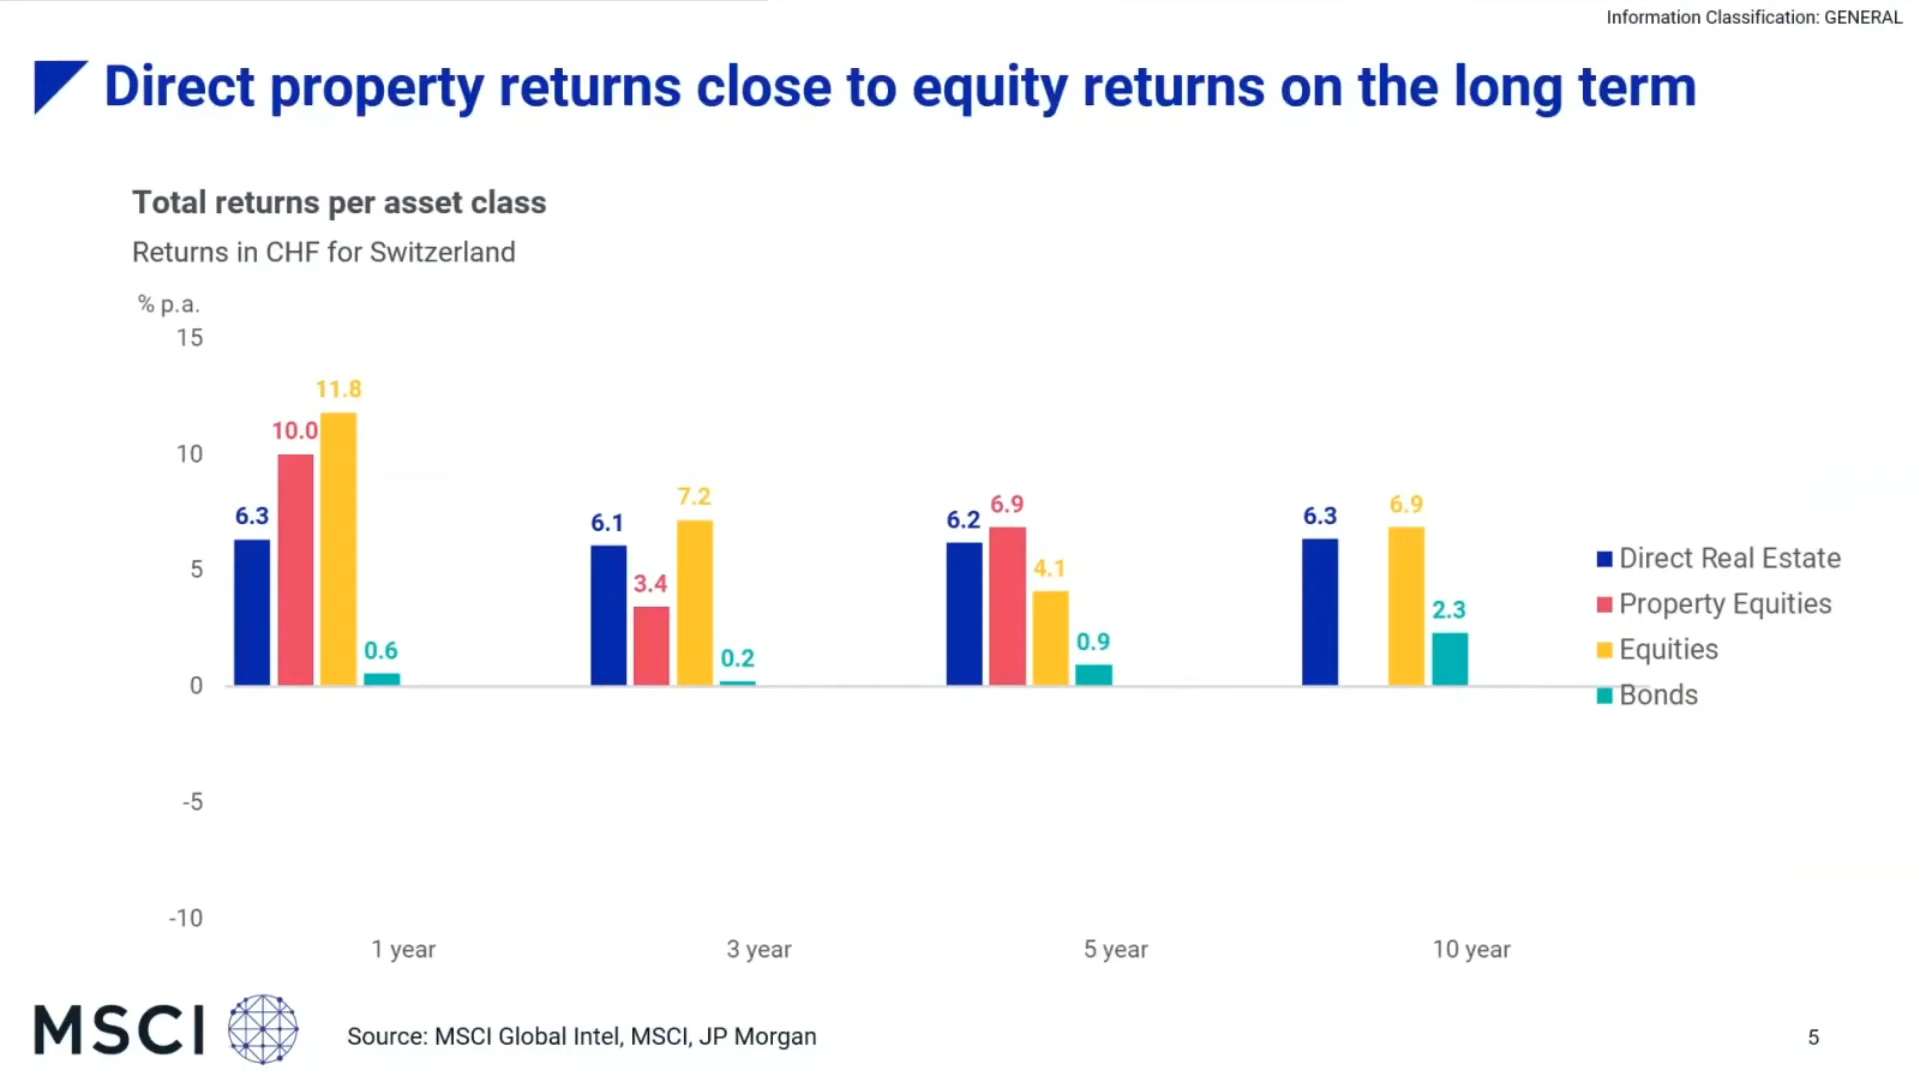 Information Classification: GENERAL
Direct property returns close to equity returns on the long term
Total returns per asset class
Returns in CHF for Switzerland
% p.a.
15
10
5
0
-5
-10
6.3
10.0
11.8
0.6
6.1
3.4
7.2
0.2
6.2
6.9
4.1
0.9
6.3
6.9
2.3
1 year
3 year
5 year
10 year
Direct Real Estate
Property Equities
Equities
Bonds
MSCI
Source: MSCI Global Intel, MSCI, JP Morgan
5